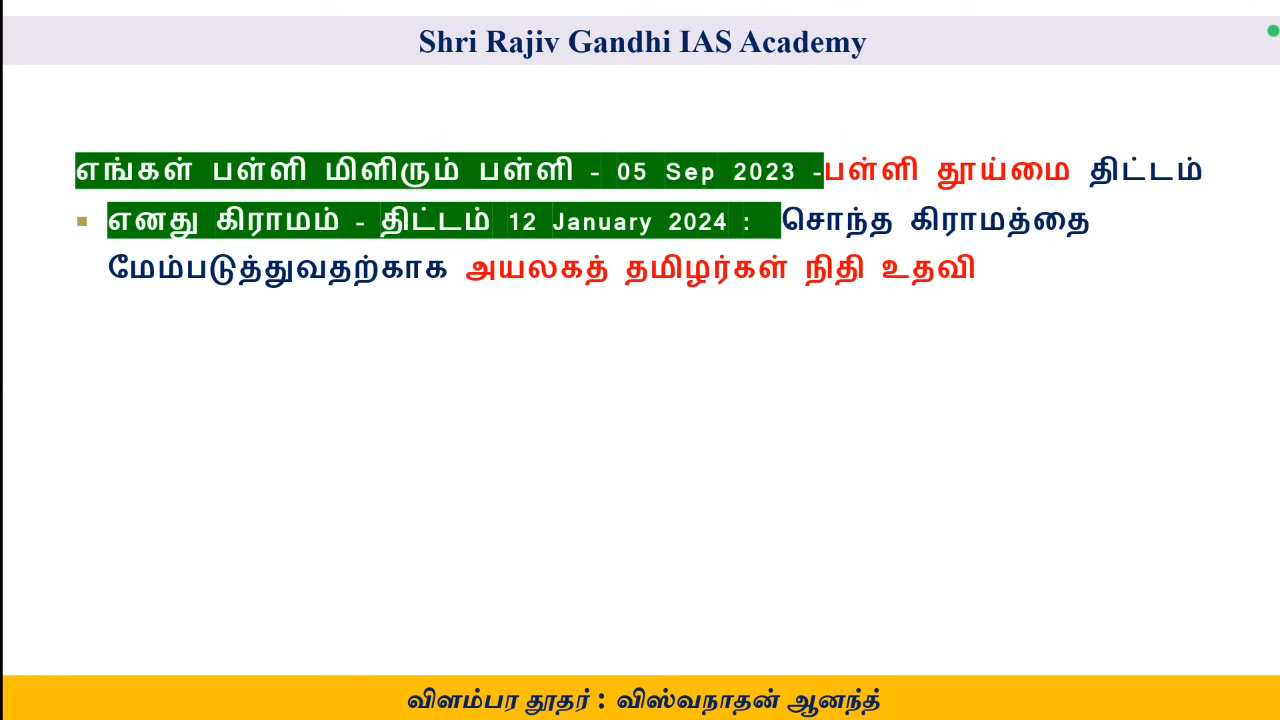 Shri Rajiv Gandhi IAS Academy
எங்கள் பள்ளி மிளிரும் பள்ளி - 05 Sep 2023 -பள்ளி தூய்மை திட்டம்
▪ எனது கிராமம் - திட்டம் 12 January 2024 : சொந்த கிராமத்தை
மேம்படுத்துவதற்காக அயலகத் தமிழர்கள் நிதி உதவி
விளம்பர தூதர் : விஸ்வநாதன் ஆனந்த்